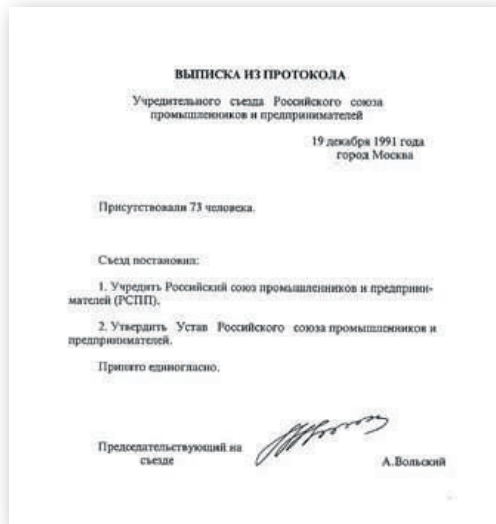 ВЫПИСКА ИЗ ПРОТОКОЛА
Учредительного съезда Российского союза
промышленников и предпринимателей
19 декабря 1991 года
город Москва
Присутствовали 73 человека.
Съезд постановил:
1. Учредить Российский союз промышленников и предприни-
мателей (РСПП).
2. Утвердить Устав Российского союза промышленников и
предпринимателей.
Принято единогласно.
Председательствующий на
съезде
А.Вольский